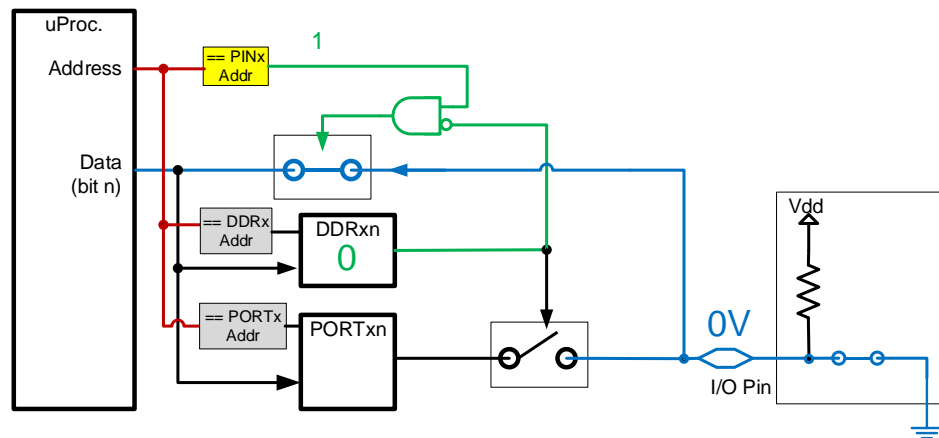 uProc.
Address
Data
(bit n)
== PINx
Addr
1
== DDRx
Addr
DDRxn
0
== PORTx
Addr
PORTxn
0V
I/O Pin
Vdd